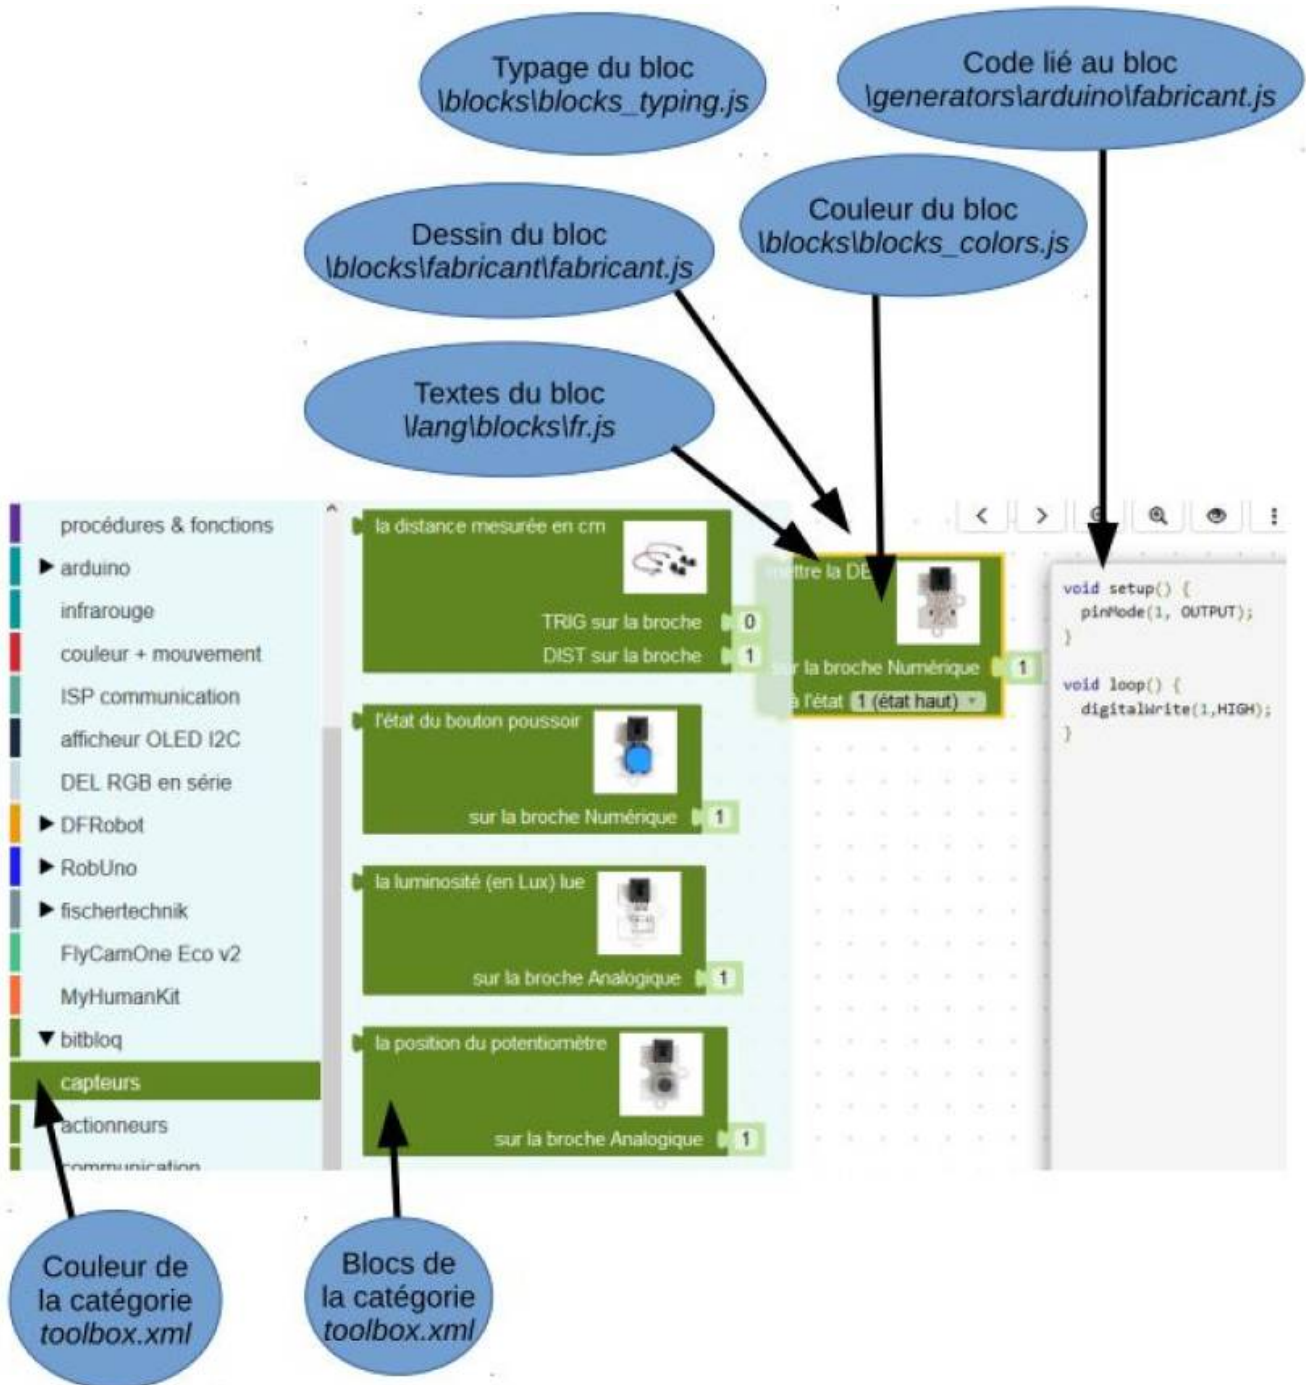 Typage du bloc
\blocks\blocks_typing.js
Code lié au bloc
\generators\arduino\fabricant.js
Dessin du bloc
\blocks\fabricant\fabricant.js
Couleur du bloc
\blocks\blocks_colors.js
Textes du bloc
\lang\blocks\fr.js
procédures & fonctions
arduino
infrarouge
couleur + mouvement
ISP communication
afficheur OLED I2C
DEL RGB en série
DFRobot
RobUno
fischertechnik
FlyCamOne Eco v2
MyHumanKit
bitbloq
capteurs
actionneurs
communication
la distance mesurée en cm
TRIG sur la broche 0
DIST sur la broche 1
l'état du bouton poussoir
sur la broche Numérique 1
la luminosité (en Lux) lue
sur la broche Analogique 1
la position du potentiomètre
sur la broche Analogique 1
mettre la
sur la broche Numérique 1
à l'état 1 (état haut)
void setup() {
pinMode(1, OUTPUT);
}
void loop() {
digitalWrite(1,HIGH);
}
Couleur de
la catégorie
toolbox.xml
Blocs de
la catégorie
toolbox.xml